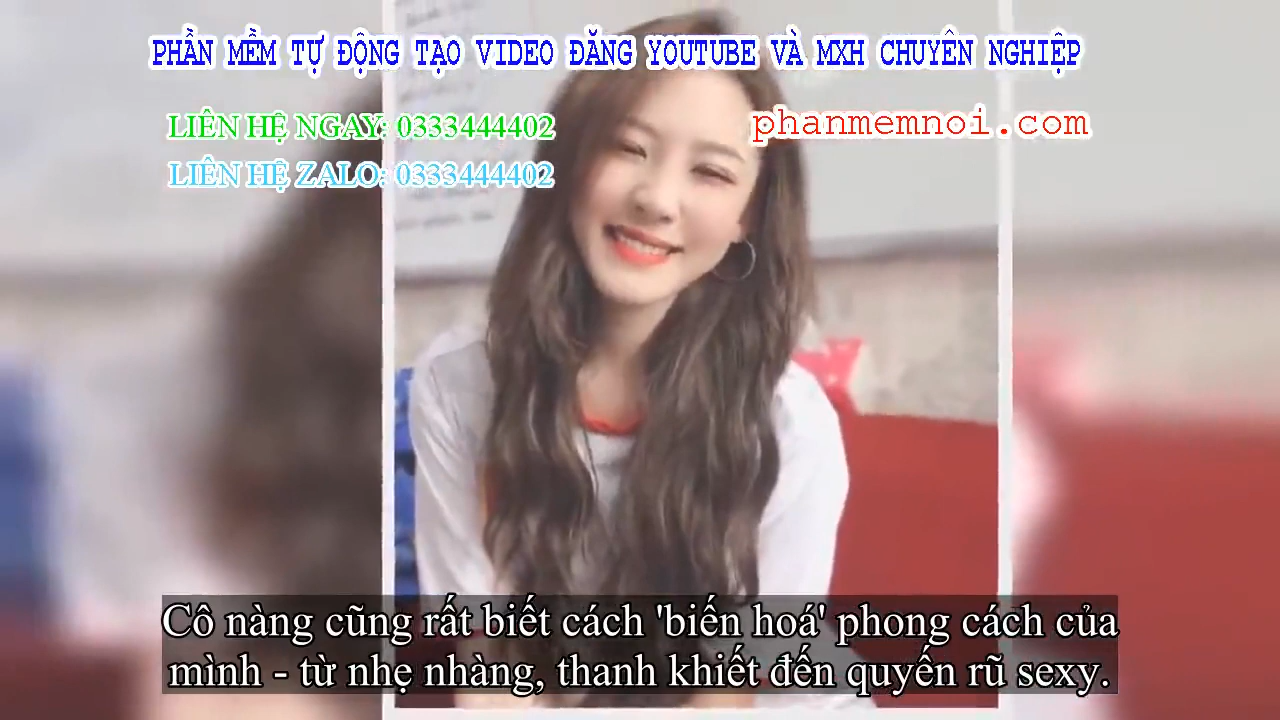 PHẦN MỀM TỰ ĐỘNG TẠO VIDEO ĐĂNG YOUTUBE VÀ MXH CHUYÊN NGHIỆP
LIÊN HỆ NGAY: 0333444402
phanmemnoi.com
LIÊN HỆ ZALO: 0333444402
Cô nàng cũng rất biết cách 'biến hoá' phong cách của
mình - từ nhẹ nhàng, thanh khiết đến quyến rũ sexy.